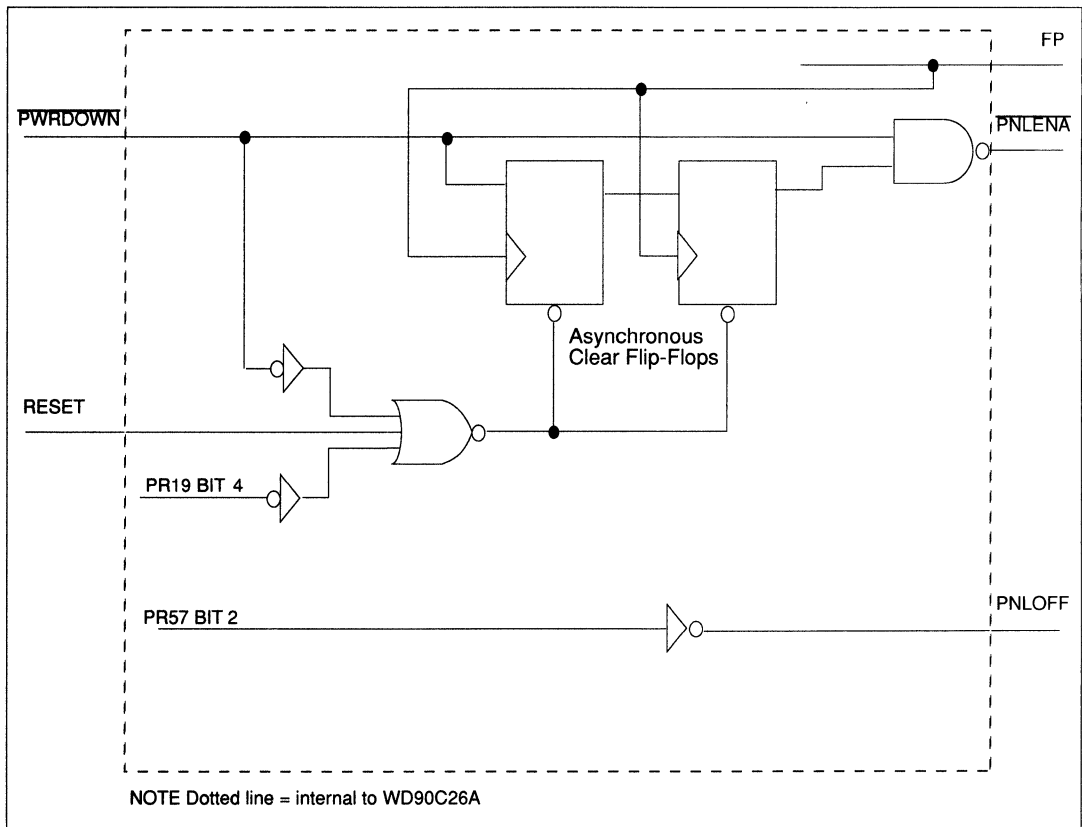 FP
PWRDOWN
PNLENA
Asynchronous
Clear Flip-Flops
RESET
PR19 BIT 4
PR57 BIT 2
PNLOFF
NOTE Dotted line = internal to WD90C26A